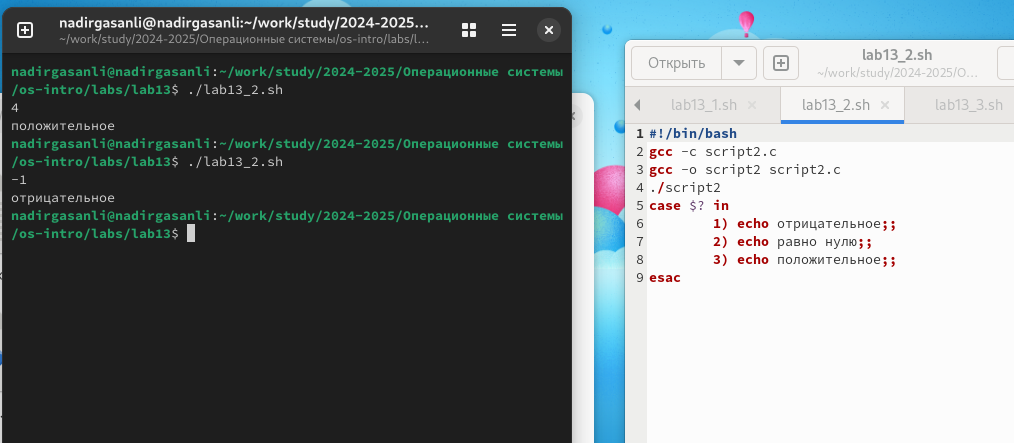 nadirgasanli@nadirgasanli:~/work/study/2024-2025…
~/work/study/2024-2025/Операционные системы/os-intro/labs/l…
nadirgasanli@nadirgasanli:~/work/study/2024-2025/Операционные системы
/os-intro/labs/lab13$ ./lab13_2.sh
4
положительное
nadirgasanli@nadirgasanli:~/work/study/2024-2025/Операционные системы
/os-intro/labs/lab13$ ./lab13_2.sh
-1
отрицательное
nadirgasanli@nadirgasanli:~/work/study/2024-2025/Операционные системы
/os-intro/labs/lab13$
Открыть
lab13_2.sh
~/work/study/2024-2025/О…
lab13_1.sh
lab13_2.sh
lab13_3.sh
1 #!/bin/bash
2 gcc -c script2.c
3 gcc -o script2 script2.c
4 ./script2
5 case $? in
6 1) echo отрицательное;;
7 2) echo равно нулю;;
8 3) echo положительное;;
9 esac